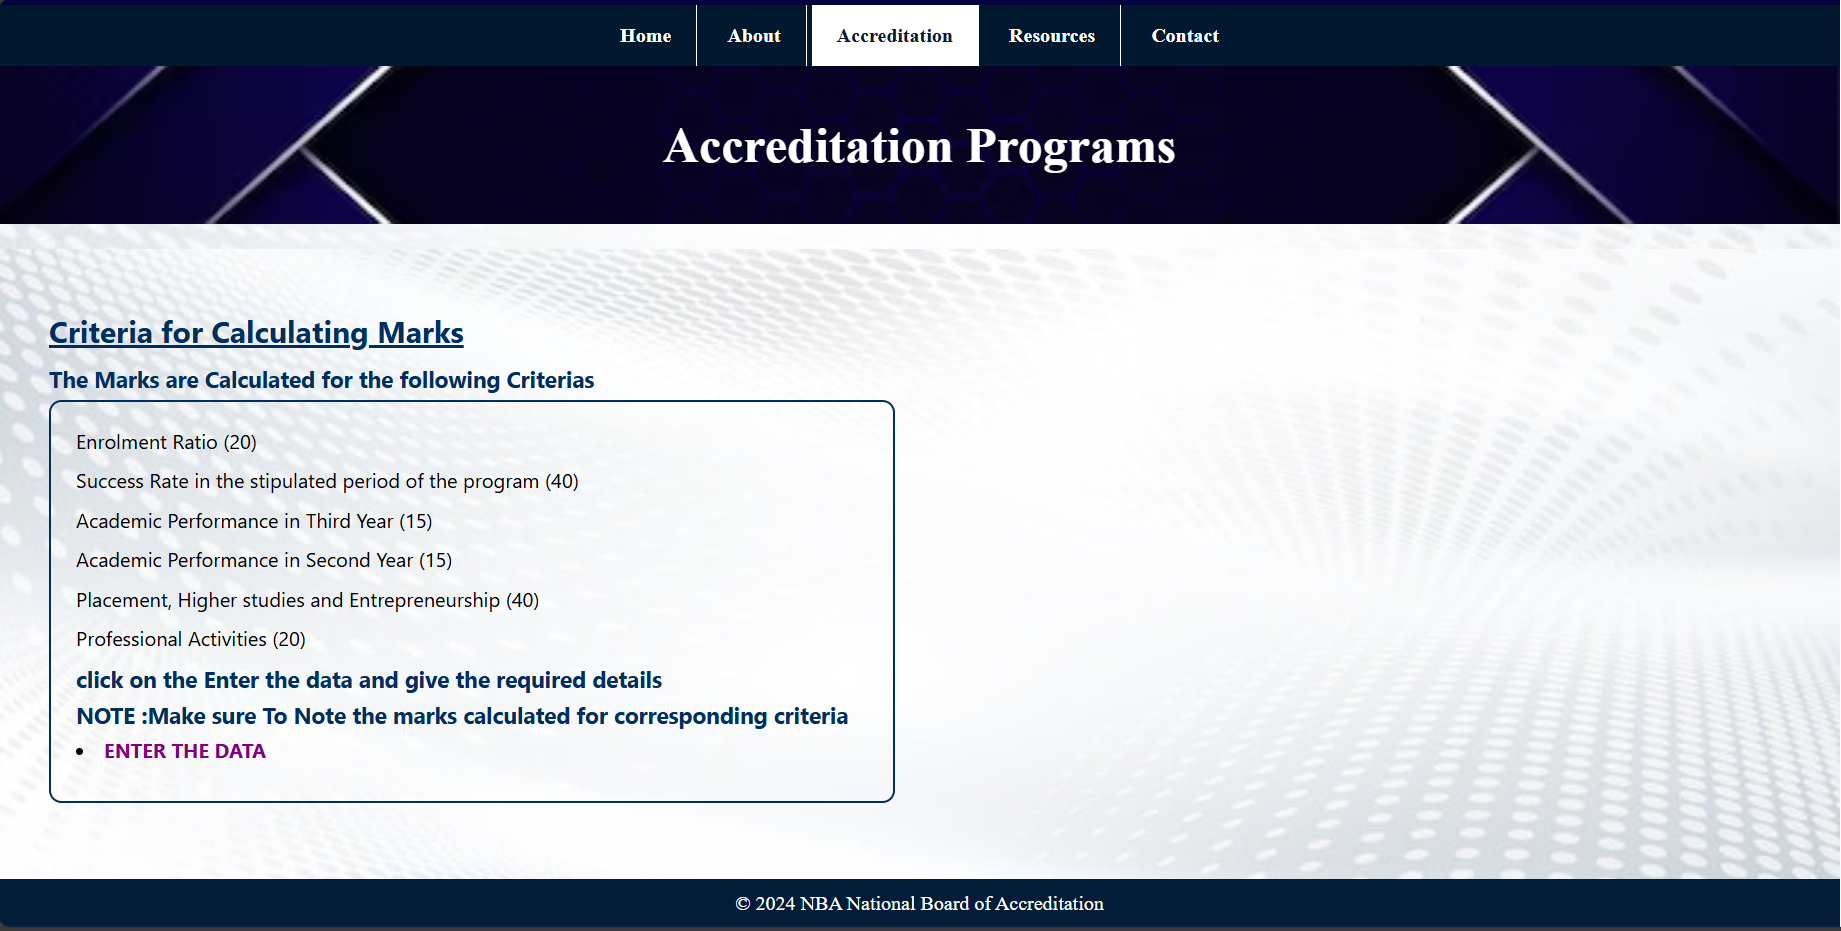 Home
About
Accreditation
Resources
Contact
Accreditation Programs
Criteria for Calculating Marks
The Marks are Calculated for the following Criterias
Enrolment Ratio (20)
Success Rate in the stipulated period of the program (40)
Academic Performance in Third Year (15)
Academic Performance in Second Year (15)
Placement, Higher studies and Entrepreneurship (40)
Professional Activities (20)
click on the Enter the data and give the required details
NOTE :Make sure To Note the marks calculated for corresponding criteria
• ENTER THE DATA
© 2024 NBA National Board of Accreditation